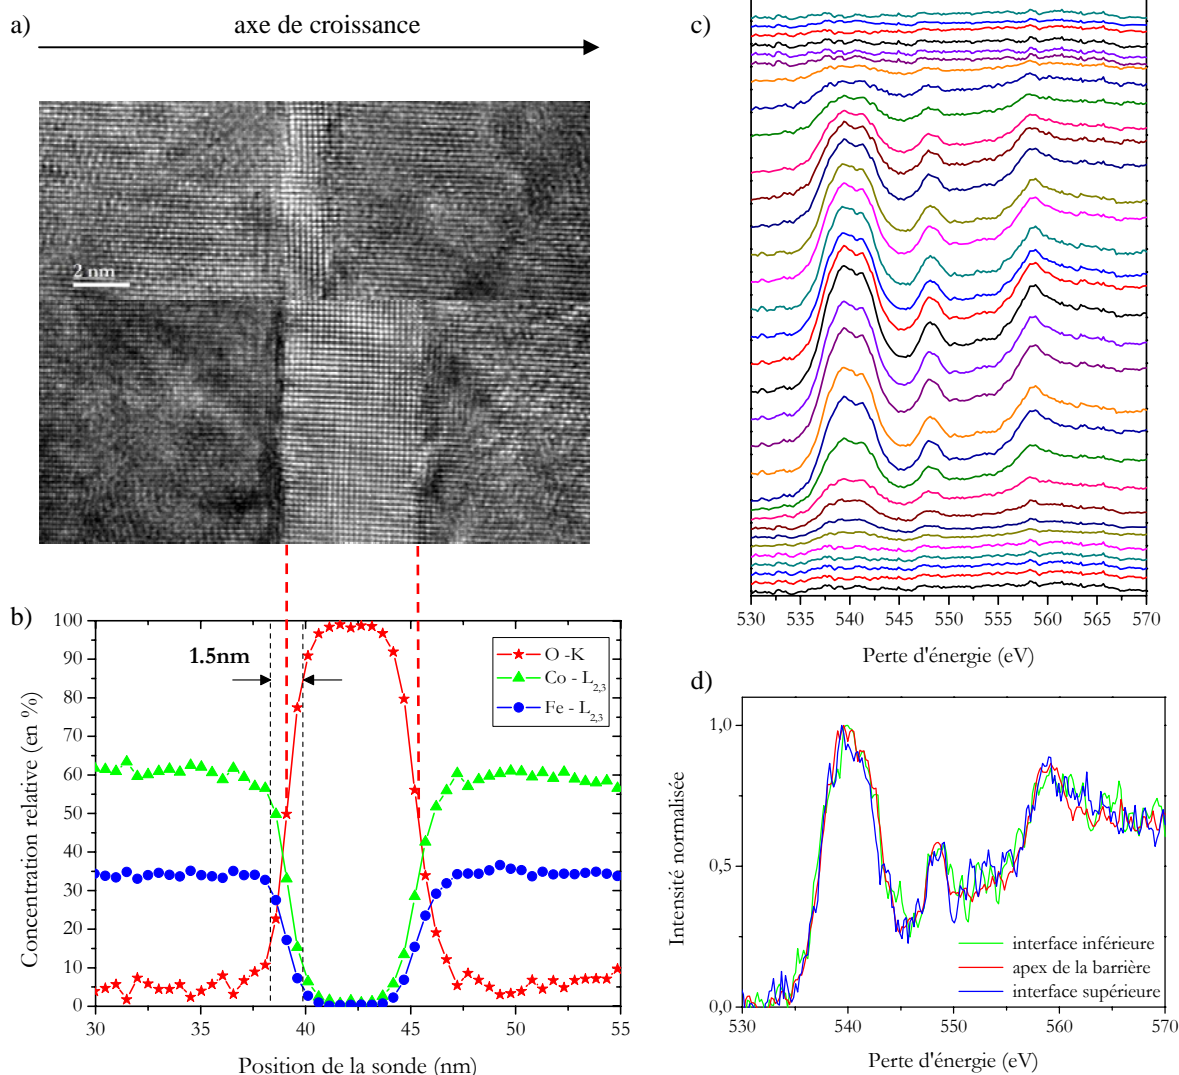 a)
axe de croissance
2 nm
b)
100
90
80
70
60
50
40
30
20
10
0
Concentration relative (en %)
1.5nm
O -K
Co - L2,3
Fe - L2,3
30 35 40 45 50 55
Position de la sonde (nm)
c)
530 535 540 545 550 555 560 565 570
Perte d'énergie (eV)
d)
1,0
0,5
0,0
Intensité normalisée
interface inférieure
apex de la barrière
interface supérieure
530 540 550 560 570
Perte d'énergie (eV)